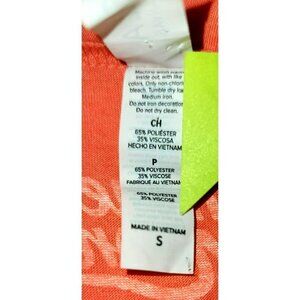 Machine wash
inside out, with like
colors. Only non-chlorine
bleach. Tumble dry low.
Medium iron.
Do not iron decoration.
Do not dry clean.
CH
65% POLIÉSTER
35% VISCOSA
HECHO EN VIETNAM
P
65% POLYESTER
35% VISCOSE
FABRIQUÉ AU VIETNAM
65% POLYESTER
35% VISCOSE
MADE IN VIETNAM
S